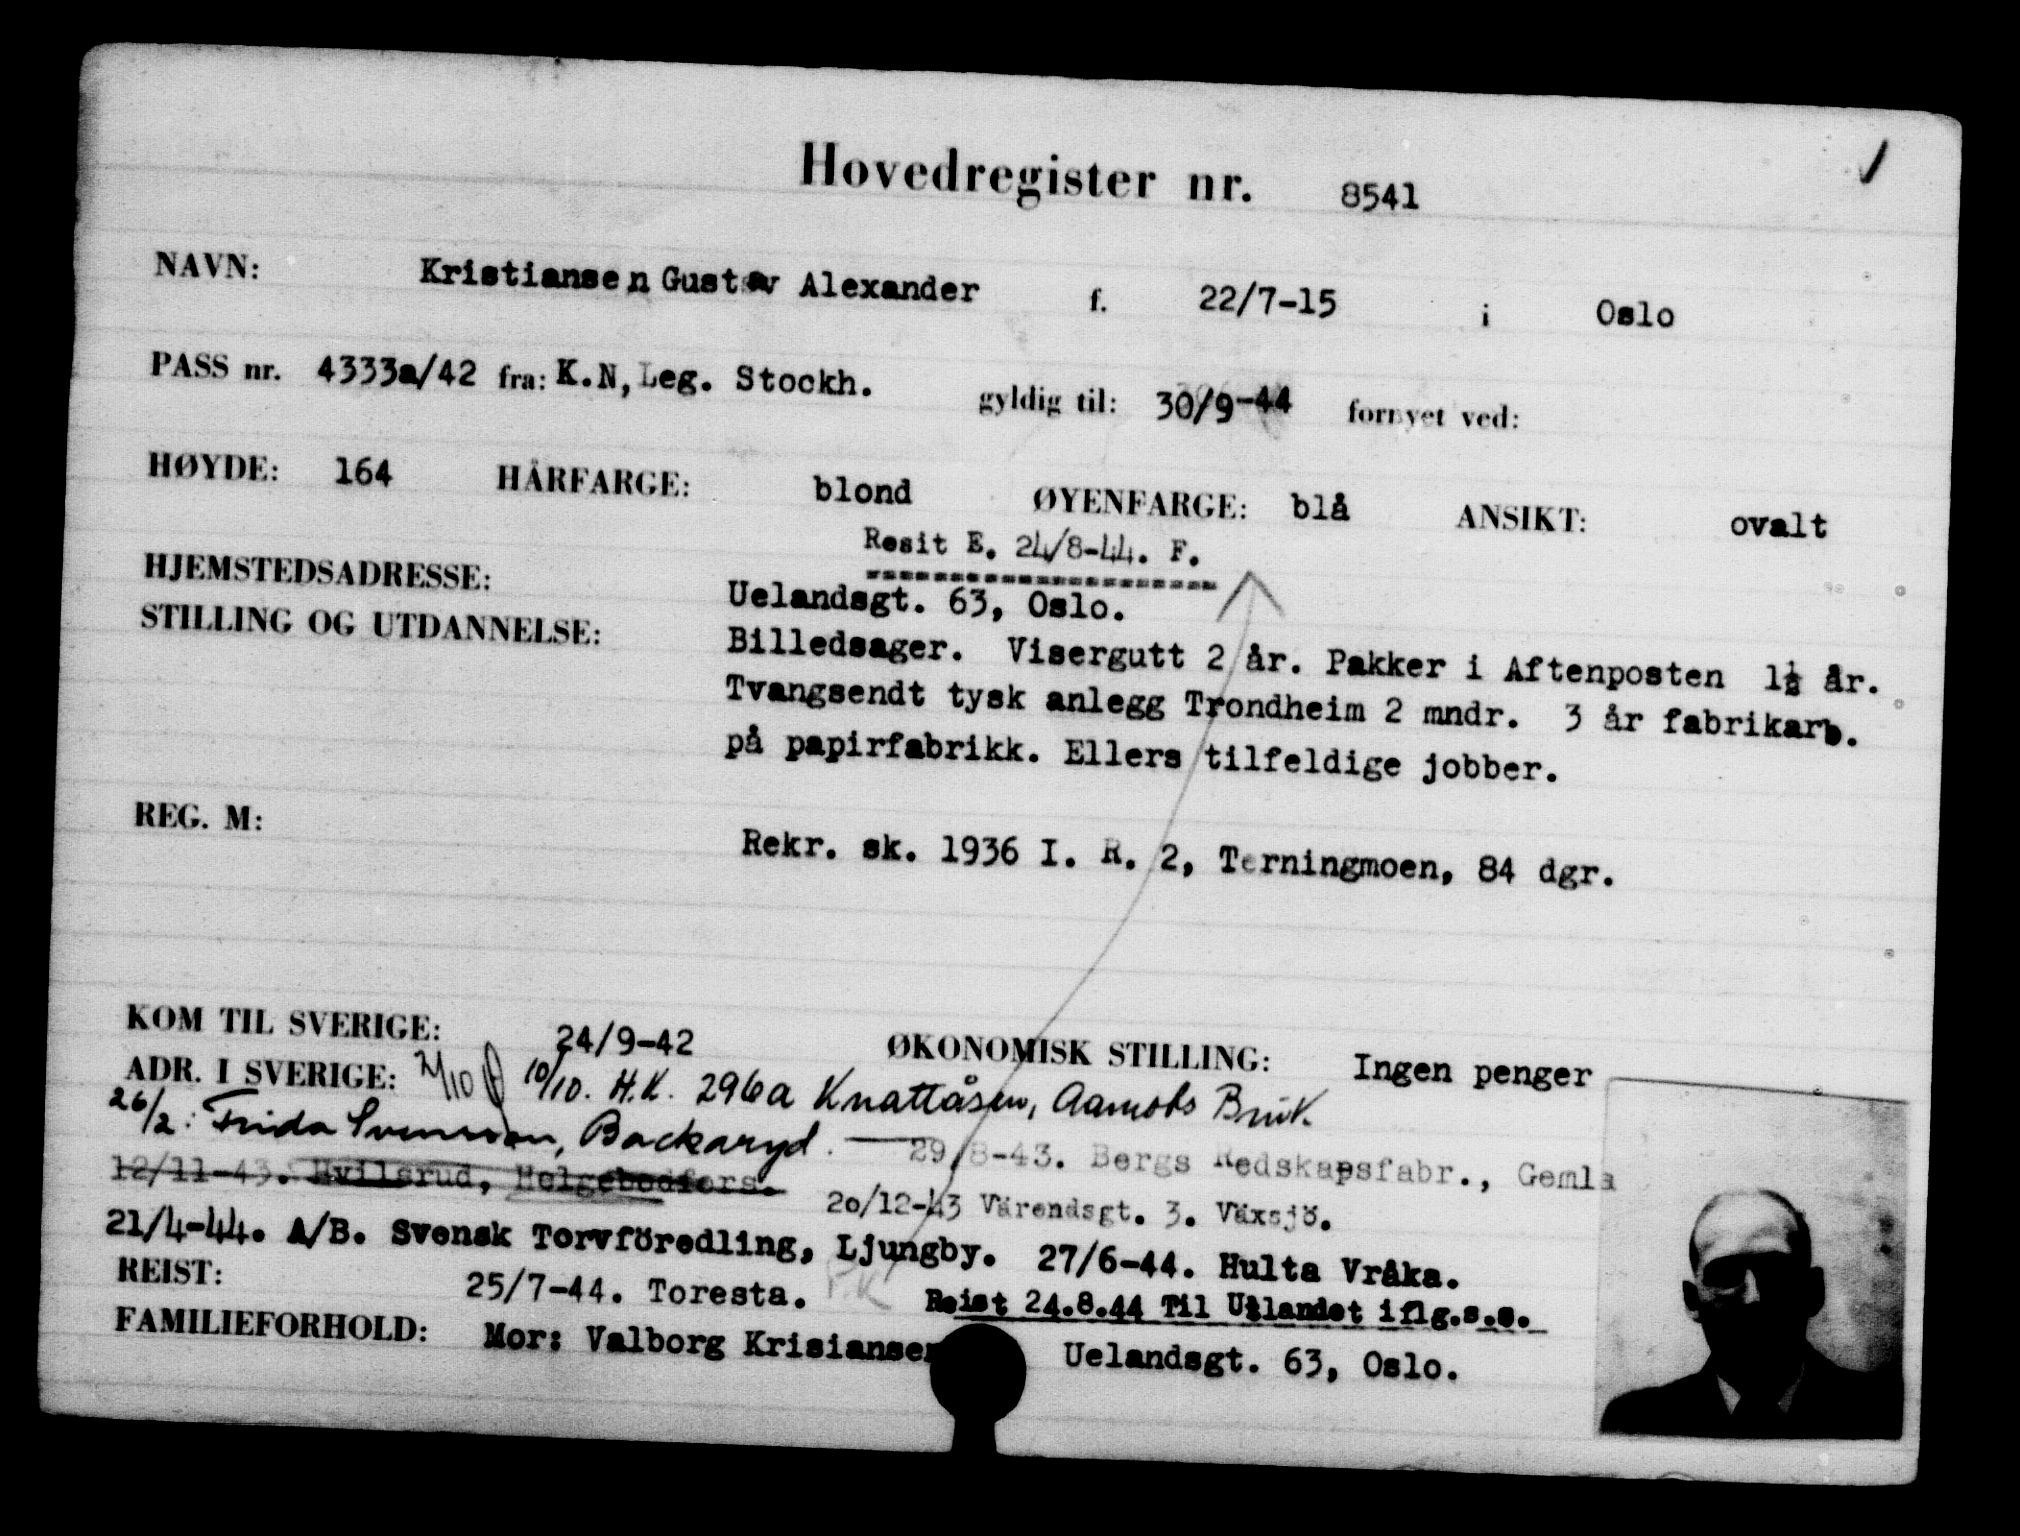 Hovedregister nr. 8541
NAVN: Kristiansen Gustav Alexander f. 22/7-15 i Oslo
PASS nr. 4333a/42 fra: K.N, Leg. Stockh. gyldig til: 30/9-44 fornyet ved:
HØYDE: 164 HÅRFARGE: blond ØYENFARGE: blå ANSIKT: ovalt
Resit E. 24/8-44. F.
HJEMSTEDSADRESSE: Uelandsgt. 63, Oslo.
STILLING OG UTDANNELSE: Billedsager. Visergutt 2 år. Pakker i Aftenposten 1½ år.
Tvangsendt tysk anlegg Trondheim 2 mndr. 3 år fabrikarb.
på papirfabrikk. Ellers tilfeldige jobber.
REG. M: Rekr. sk. 1936 I. R. 2, Terningmoen, 84 dgr.
KOM TIL SVERIGE: 24/9-42 ØKONOMISK STILLING: Ingen penger
ADR. I SVERIGE: 2/10 Ø 10/10. H.K. 296a Knattåsen, Aamots Bruk.
26/2: Frida Svensson, Backaryd. — 29/8-43. Bergs Redskapsfabr., Gemla
12/11-43. Hvilsrud, Helgebodfors. 20/12-43 Värendsgt. 3. Växsjö.
21/4-44. A/B. Svensk Torvföredling, Ljungby. 27/6-44. Hulta Vråka.
REIST: 25/7-44. Toresta. P.K Reist 24.8.44 Til Utlandet iflg.s.s.
FAMILIEFORHOLD: Mor: Valborg Krisiansen Uelandsgt. 63, Oslo.